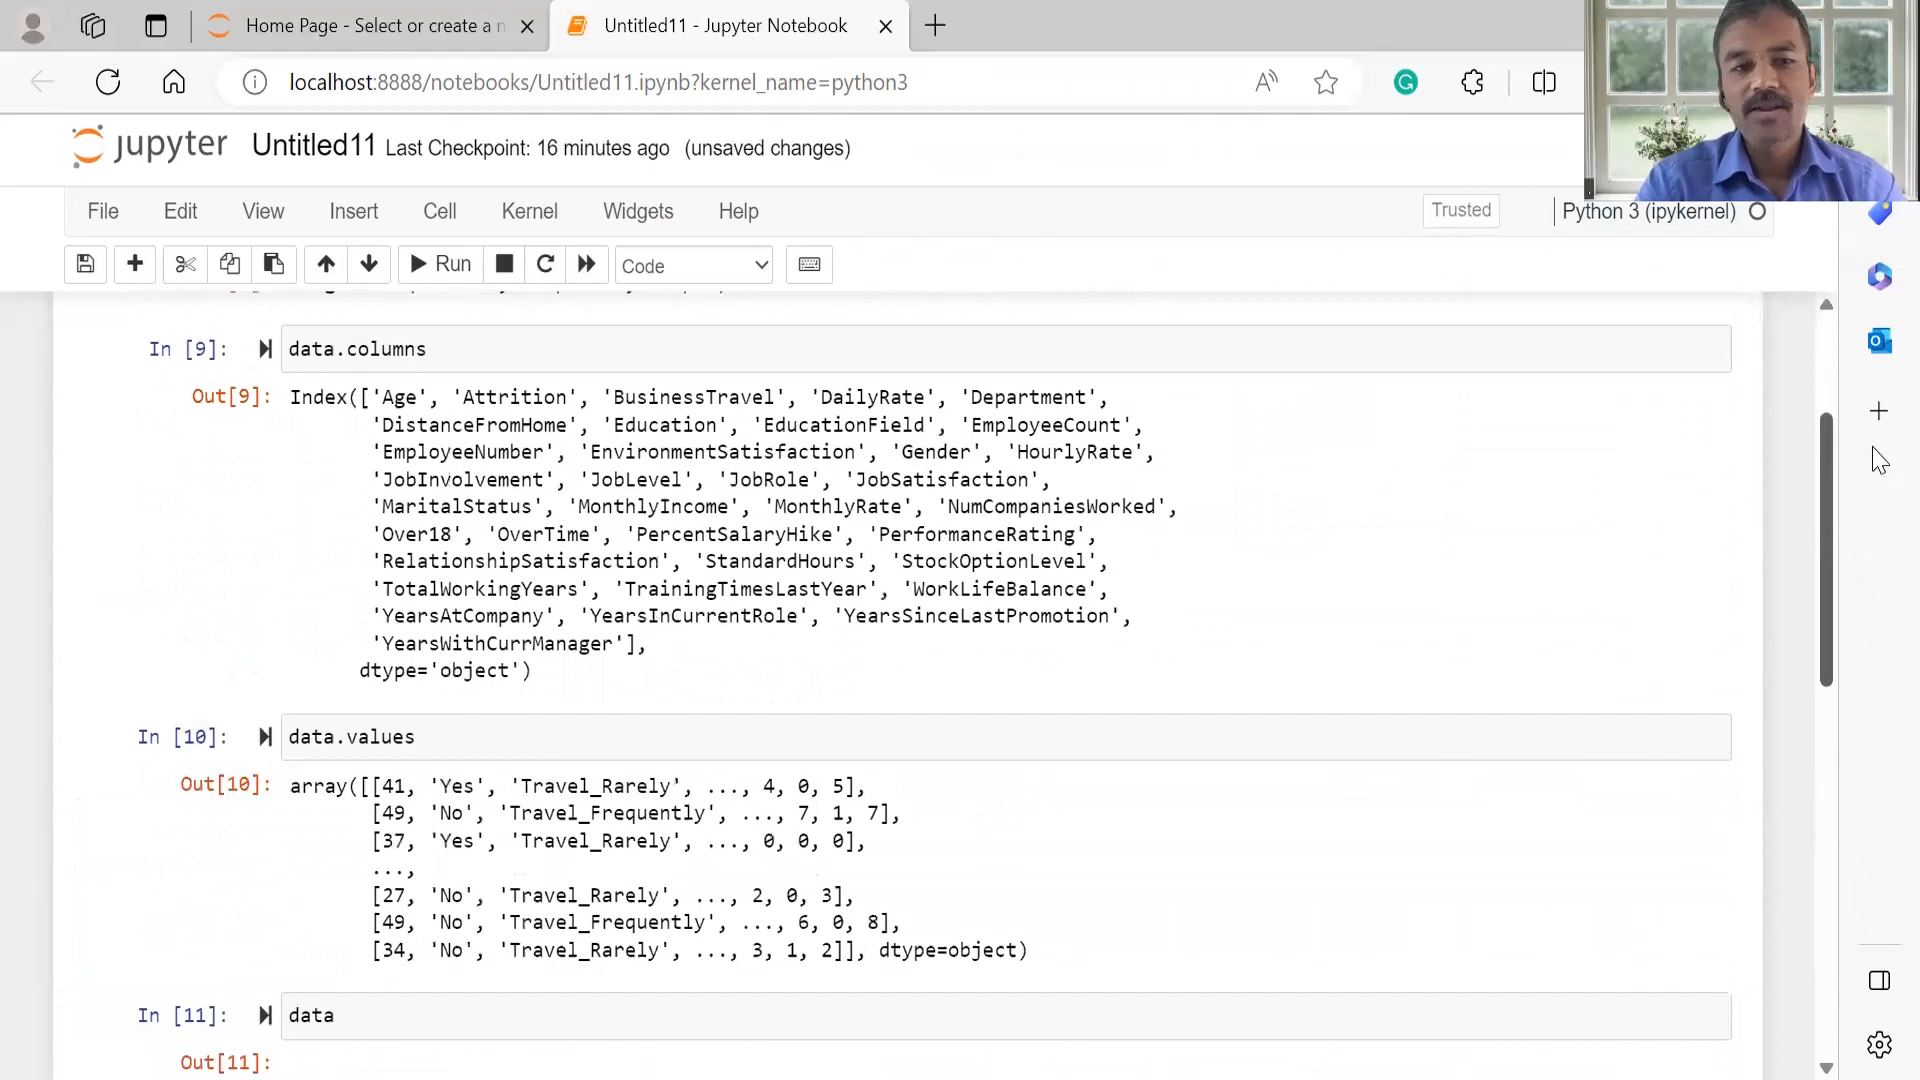 Home Page - Select or create a n
Untitled11 - Jupyter Notebook
localhost:8888/notebooks/Untitled11.ipynb?kernel_name=python3
jupyter Untitled11 Last Checkpoint: 16 minutes ago (unsaved changes)
File Edit View Insert Cell Kernel Widgets Help Trusted Python 3 (ipykernel)
Run Code
In [9]: data.columns
Out[9]: Index(['Age', 'Attrition', 'BusinessTravel', 'DailyRate', 'Department',
'DistanceFromHome', 'Education', 'EducationField', 'EmployeeCount',
'EmployeeNumber', 'EnvironmentSatisfaction', 'Gender', 'HourlyRate',
'JobInvolvement', 'JobLevel', 'JobRole', 'JobSatisfaction',
'MaritalStatus', 'MonthlyIncome', 'MonthlyRate', 'NumCompaniesWorked',
'Over18', 'OverTime', 'PercentSalaryHike', 'PerformanceRating',
'RelationshipSatisfaction', 'StandardHours', 'StockOptionLevel',
'TotalWorkingYears', 'TrainingTimesLastYear', 'WorkLifeBalance',
'YearsAtCompany', 'YearsInCurrentRole', 'YearsSinceLastPromotion',
'YearsWithCurrManager'],
dtype='object')
In [10]: data.values
Out[10]: array([[41, 'Yes', 'Travel_Rarely', ..., 4, 0, 5],
[49, 'No', 'Travel_Frequently', ..., 7, 1, 7],
[37, 'Yes', 'Travel_Rarely', ..., 0, 0, 0],
...,
[27, 'No', 'Travel_Rarely', ..., 2, 0, 3],
[49, 'No', 'Travel_Frequently', ..., 6, 0, 8],
[34, 'No', 'Travel_Rarely', ..., 3, 1, 2]], dtype=object)
In [11]: data
Out[11]: